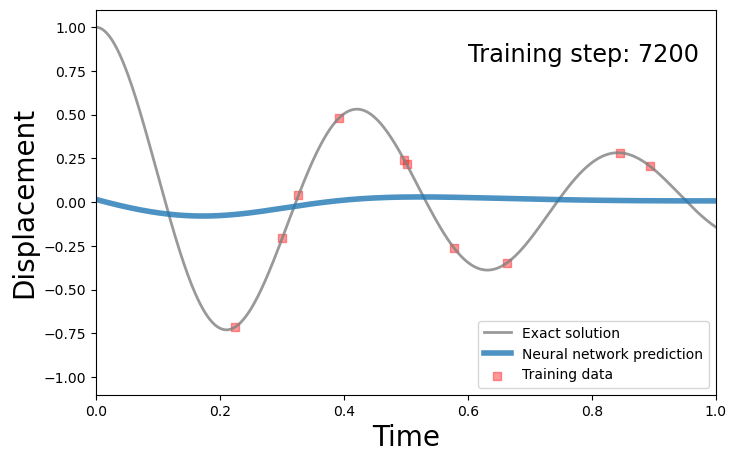 Training step: 7200
Displacement
1.00
0.75
0.50
0.25
0.00
−0.25
−0.50
−0.75
−1.00
Exact solution
Neural network prediction
Training data
0.0 0.2 0.4 0.6 0.8 1.0
Time